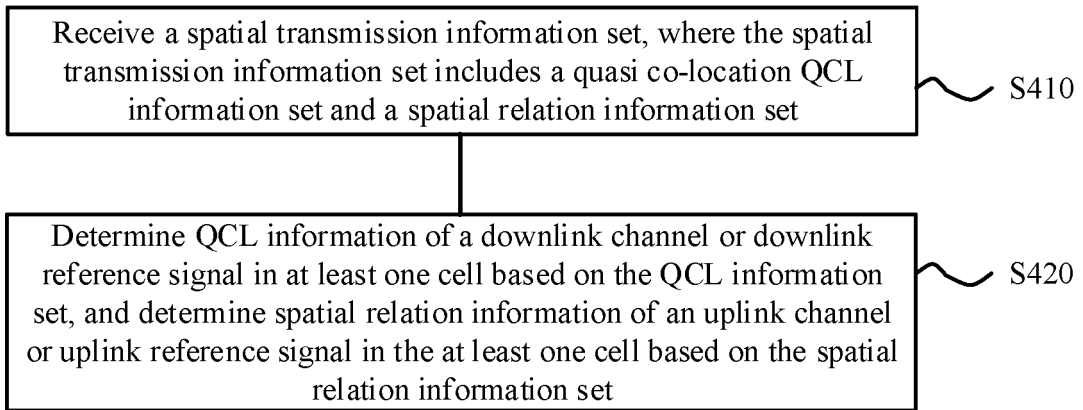 Receive a spatial transmission information set, where the spatial
transmission information set includes a quasi co-location QCL
information set and a spatial relation information set
S410
Determine QCL information of a downlink channel or downlink
reference signal in at least one cell based on the QCL information
set, and determine spatial relation information of an uplink channel
or uplink reference signal in the at least one cell based on the spatial
relation information set
S420